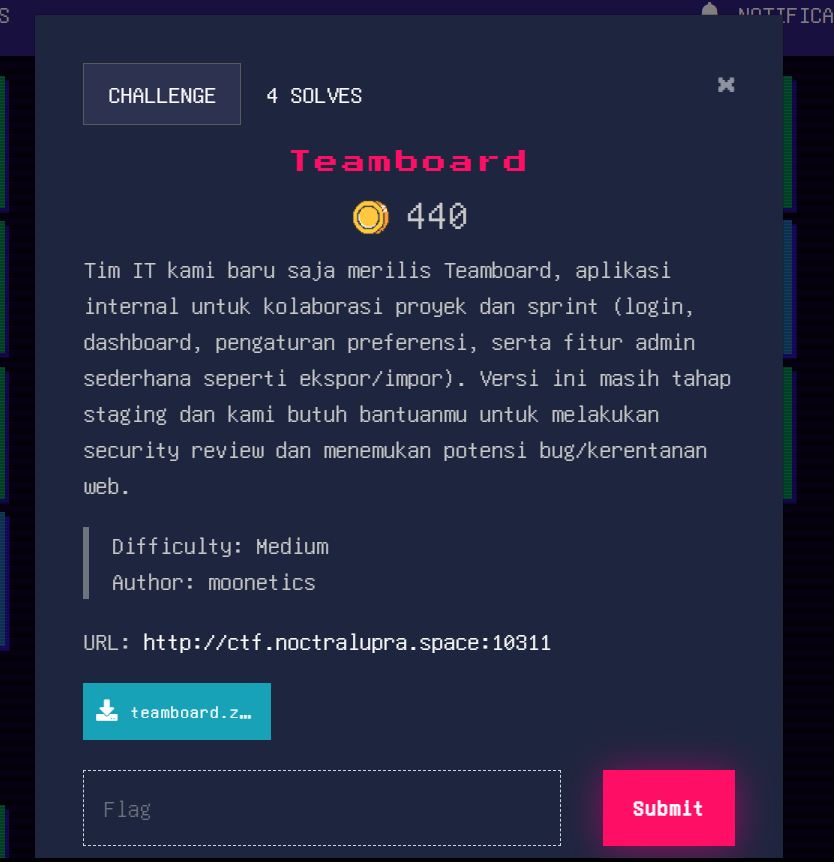 S
NOTIFICA
CHALLENGE
4 SOLVES
Teamboard
440
Tim IT kami baru saja merilis Teamboard, aplikasi
internal untuk kolaborasi proyek dan sprint (login,
dashboard, pengaturan preferensi, serta fitur admin
sederhana seperti ekspor/impor). Versi ini masih tahap
staging dan kami butuh bantuanmu untuk melakukan
security review dan menemukan potensi bug/kerentanan
web.
Difficulty: Medium
Author: moonetics
URL: http://ctf.noctralupra.space:10311
teamboard.z…
Flag
Submit